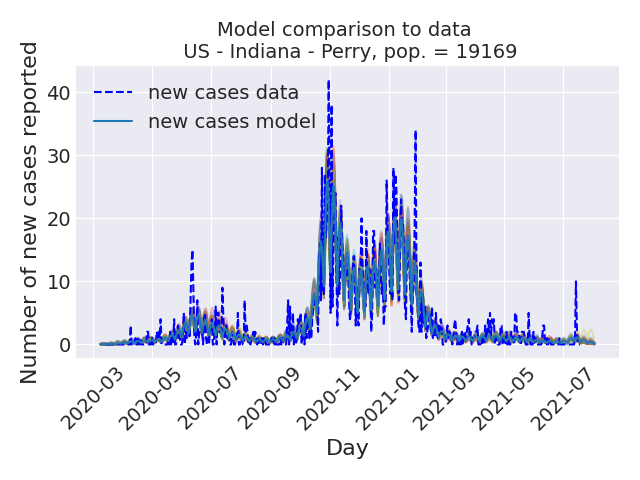 Model comparison to data
US - Indiana - Perry, pop. = 19169
Number of new cases reported
40
30
20
10
0
new cases data
new cases model
2020-03
2020-05
2020-07
2020-09
2020-11
2021-01
2021-03
2021-05
2021-07
Day